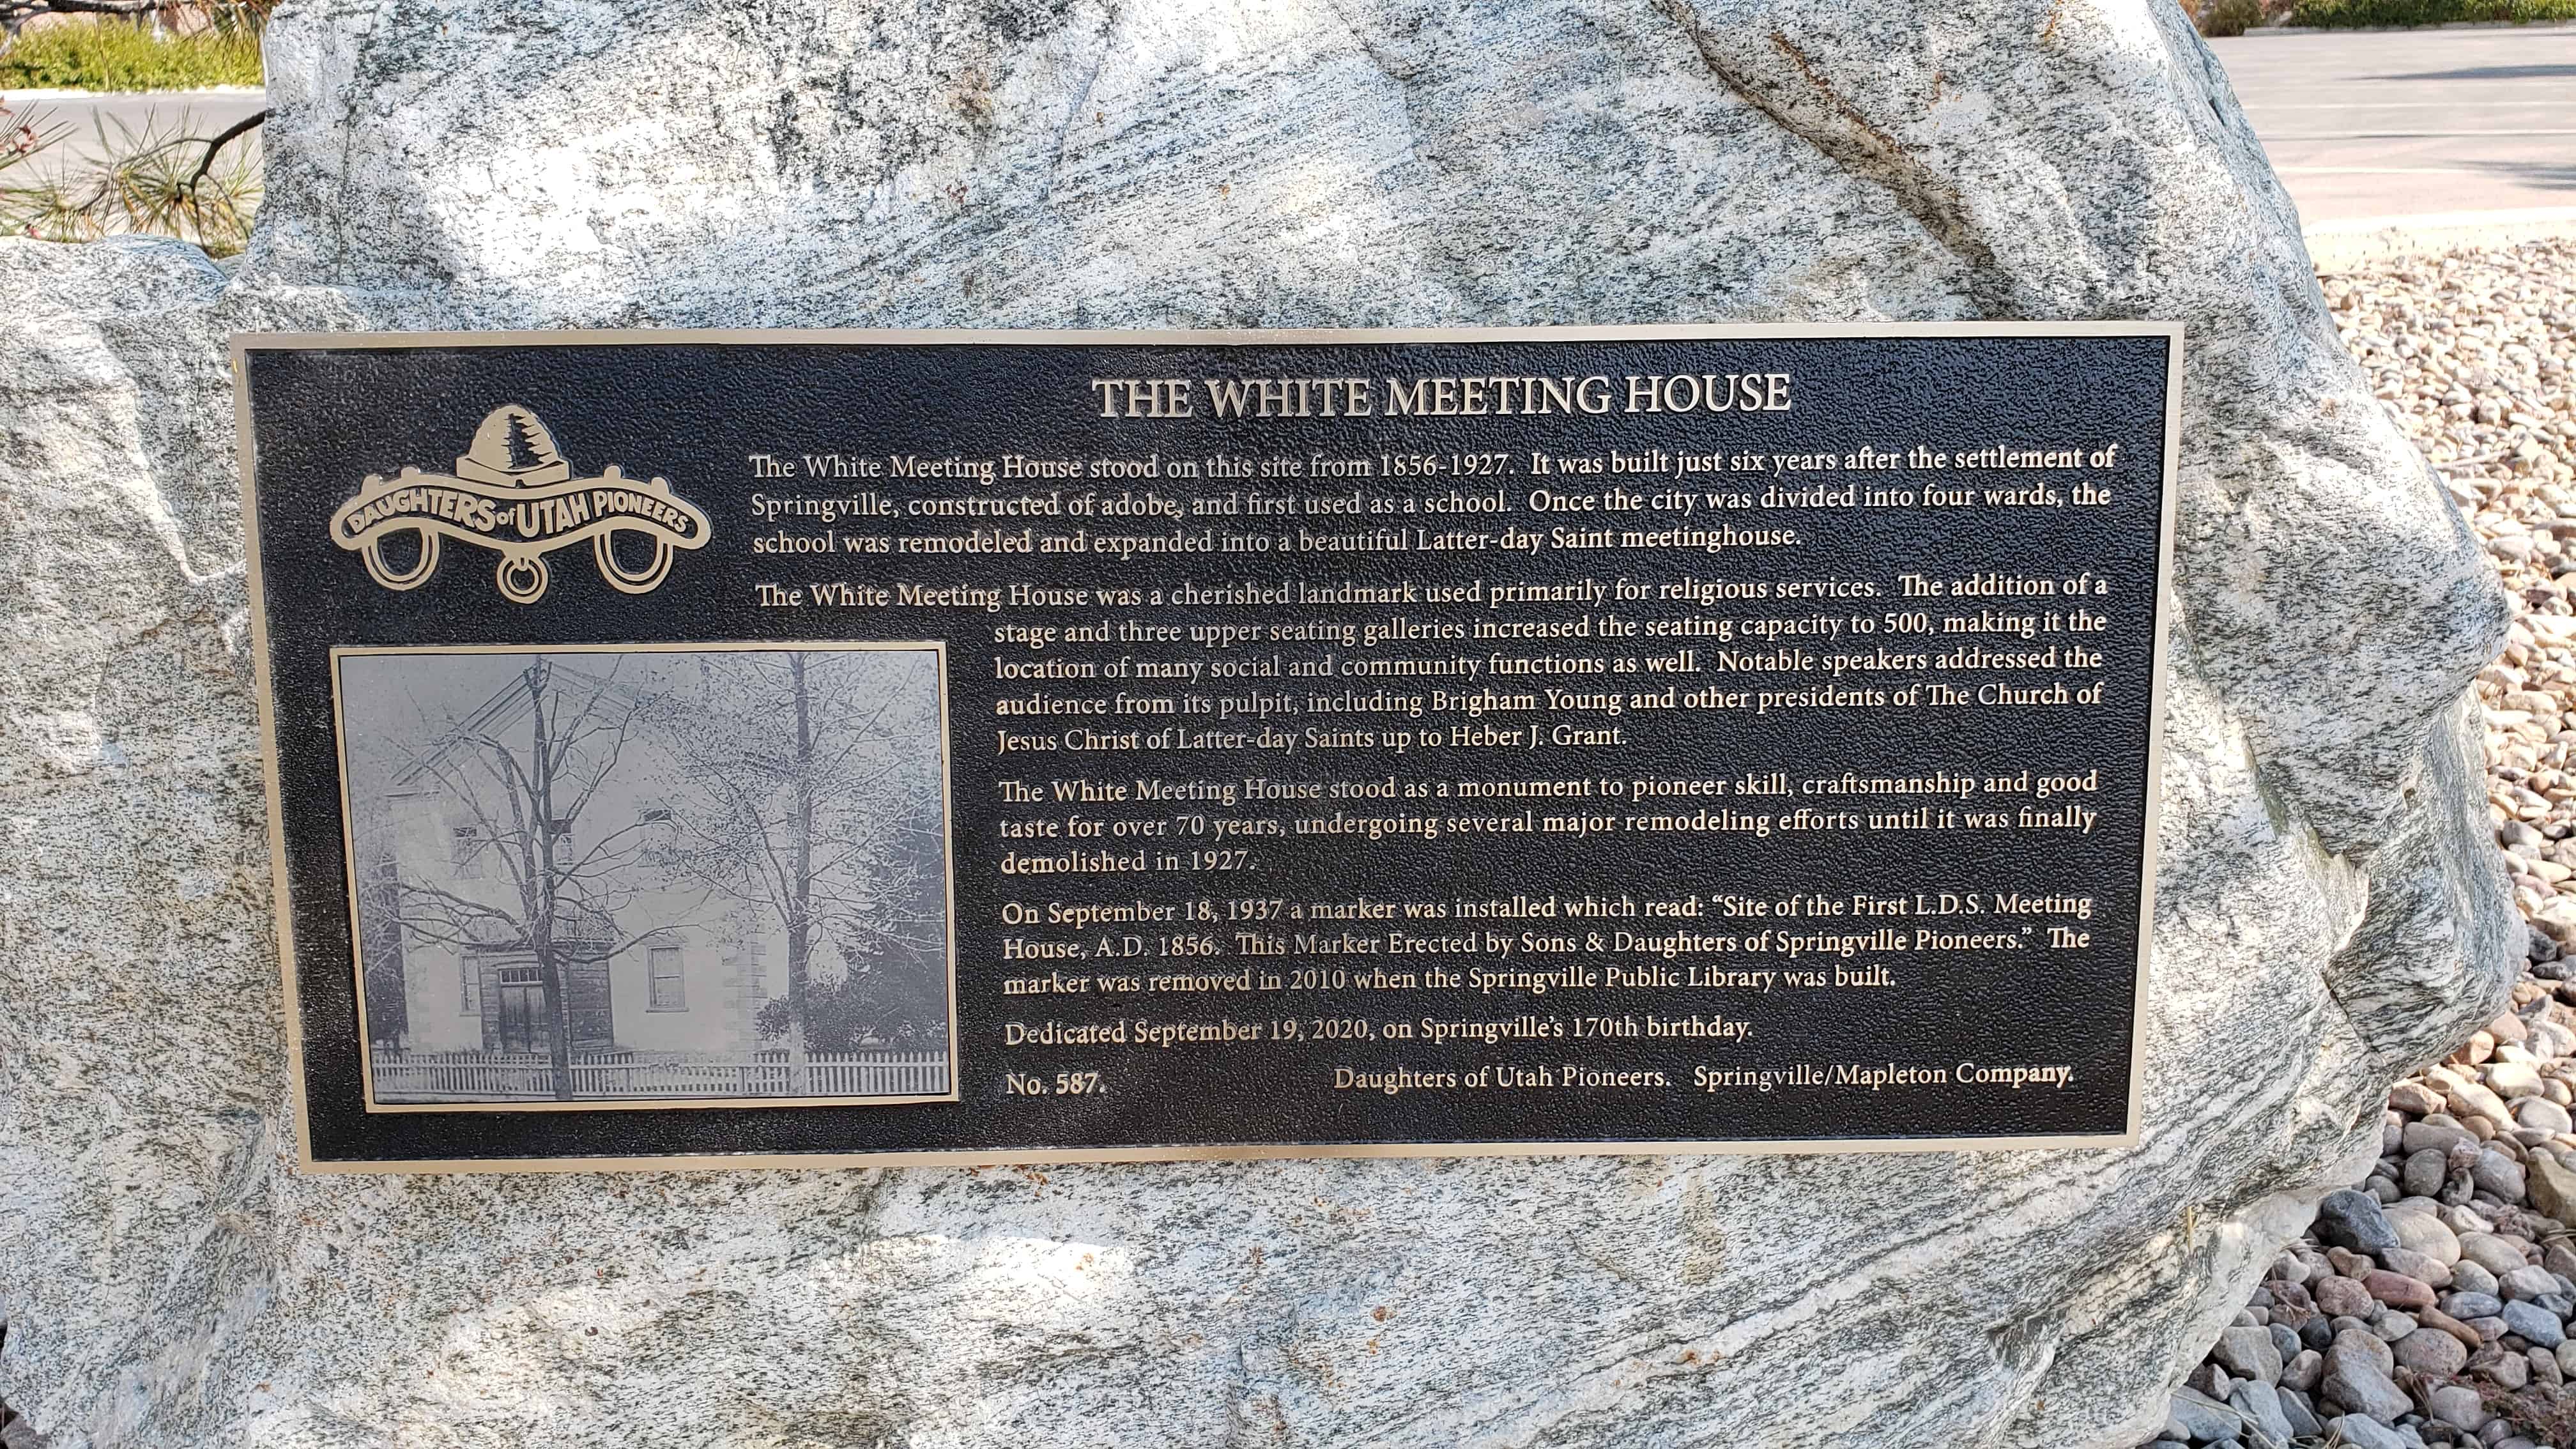 THE WHITE MEETING HOUSE
DAUGHTERS of UTAH PIONEERS
The White Meeting House stood on this site from 1856-1927. It was built just six years after the settlement of
Springville, constructed of adobe, and first used as a school. Once the city was divided into four wards, the
school was remodeled and expanded into a beautiful Latter-day Saint meetinghouse.
The White Meeting House was a cherished landmark used primarily for religious services. The addition of a
stage and three upper seating galleries increased the seating capacity to 500, making it the
location of many social and community functions as well. Notable speakers addressed the
audience from its pulpit, including Brigham Young and other presidents of The Church of
Jesus Christ of Latter-day Saints up to Heber J. Grant.
The White Meeting House stood as a monument to pioneer skill, craftsmanship and good
taste for over 70 years, undergoing several major remodeling efforts until it was finally
demolished in 1927.
On September 18, 1937 a marker was installed which read: “Site of the First L.D.S. Meeting
House, A.D. 1856. This Marker Erected by Sons & Daughters of Springville Pioneers.” The
marker was removed in 2010 when the Springville Public Library was built.
Dedicated September 19, 2020, on Springville’s 170th birthday.
No. 587. Daughters of Utah Pioneers. Springville/Mapleton Company.